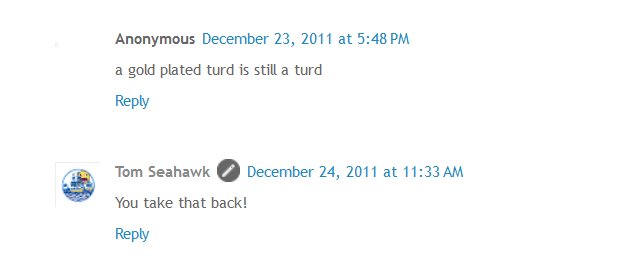 Anonymous December 23, 2011 at 5:48 PM
a gold plated turd is still a turd
Reply
Tom Seahawk December 24, 2011 at 11:33 AM
You take that back!
Reply